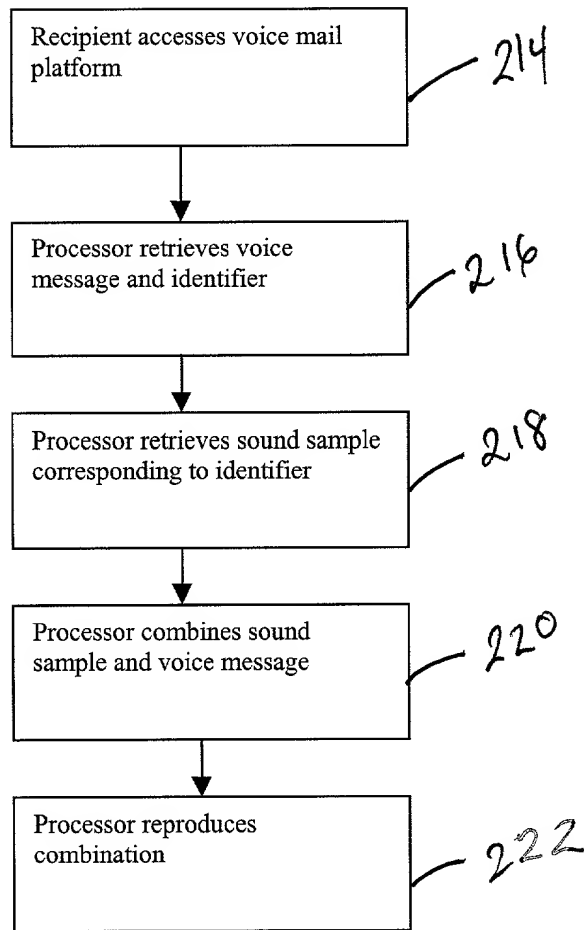 Recipient accesses voice mail
platform
214
Processor retrieves voice
message and identifier
216
Processor retrieves sound sample
corresponding to identifier
218
Processor combines sound
sample and voice message
220
Processor reproduces
combination
222